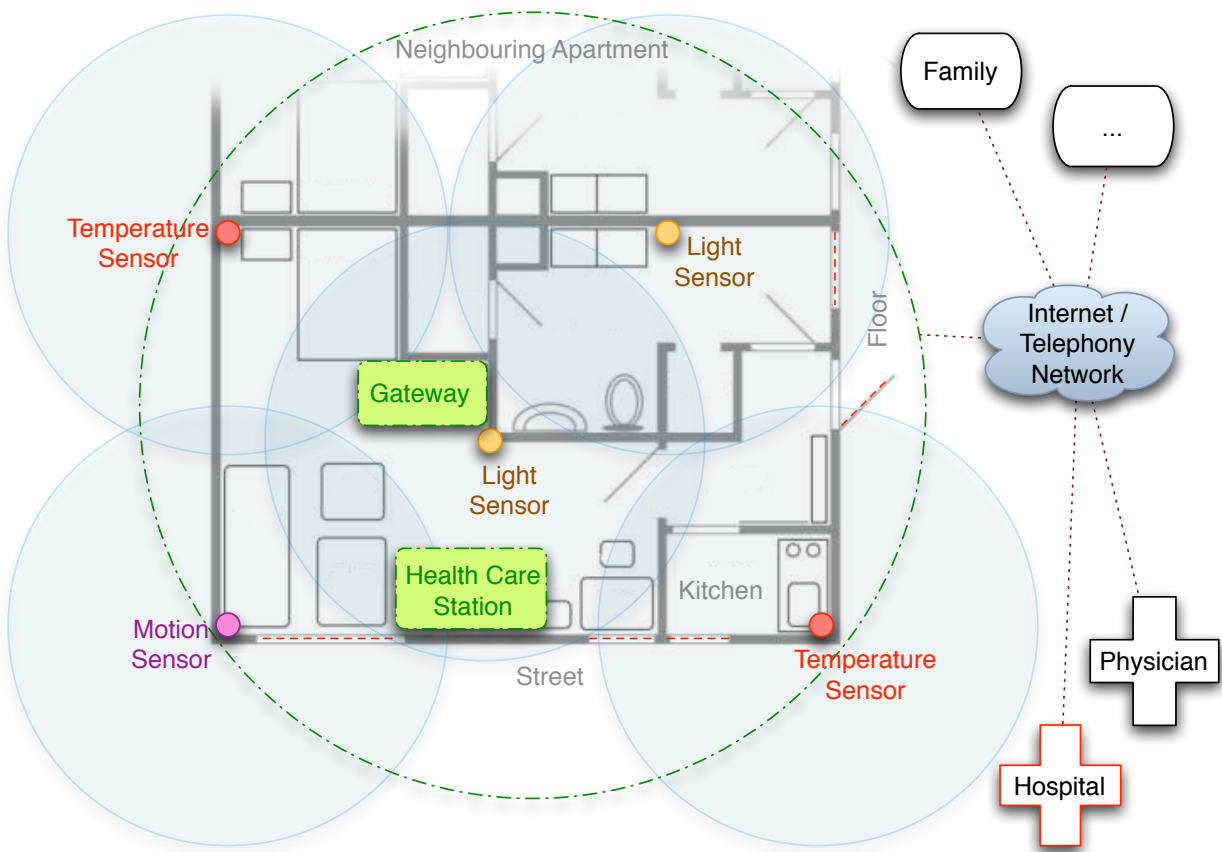 Neighbouring Apartment
Family
...
Temperature
Sensor
Light
Sensor
Floor
Internet /
Telephony
Network
Gateway
Light
Sensor
Health Care
Station
Kitchen
Motion
Sensor
Street
Temperature
Sensor
Physician
Hospital